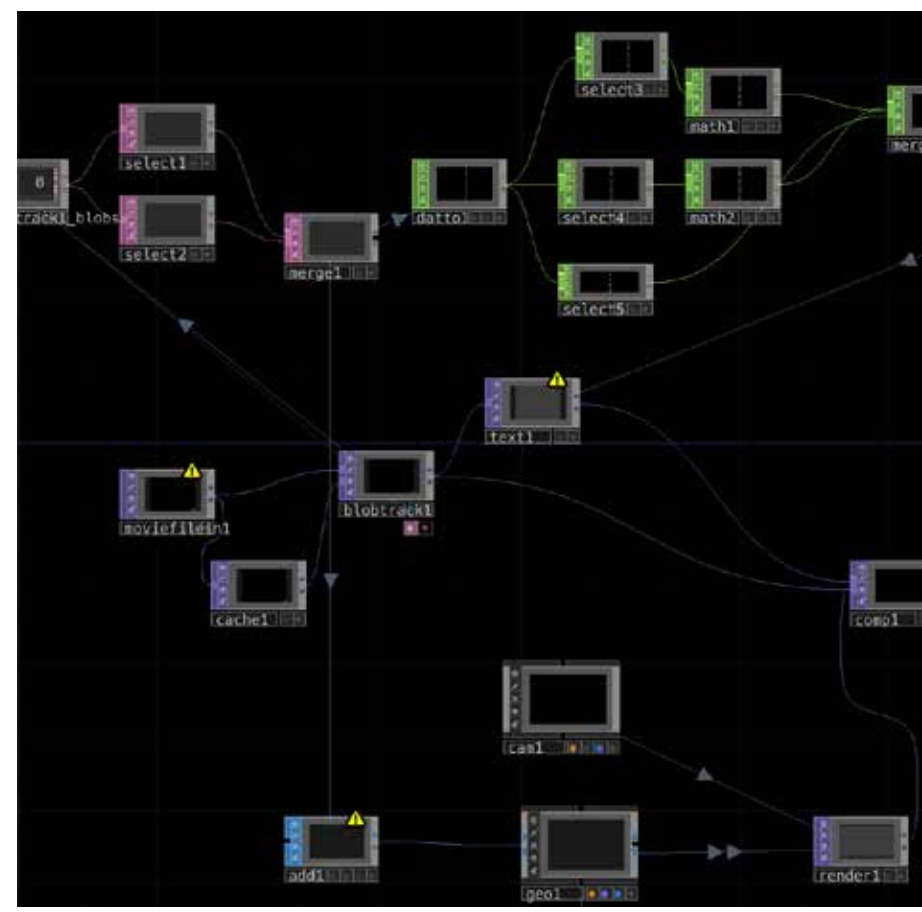 select3
math1
merg
select1
0
track1_blobs
datto1
select4
math2
select2
merge1
select5
text1
blobtrack1
moviefilein1
cache1
comp1
cam1
add1
geo1
render1